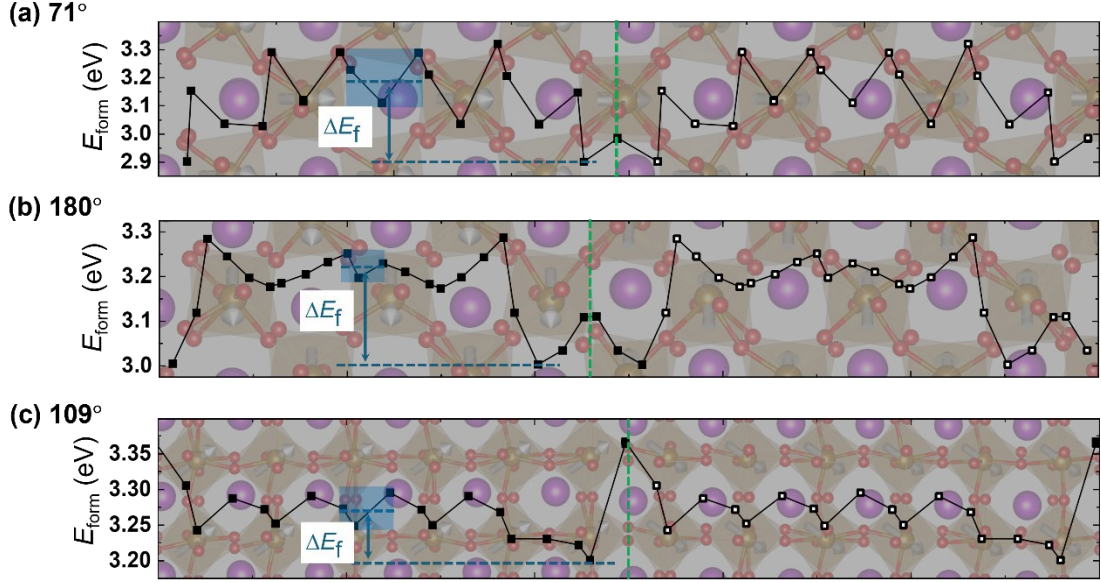 (a) 71°
3.3
3.2
3.1
3.0
2.9
E_form (eV)
ΔE_f
(b) 180°
3.3
3.2
3.1
3.0
E_form (eV)
ΔE_f
(c) 109°
3.35
3.30
3.25
3.20
E_form (eV)
ΔE_f